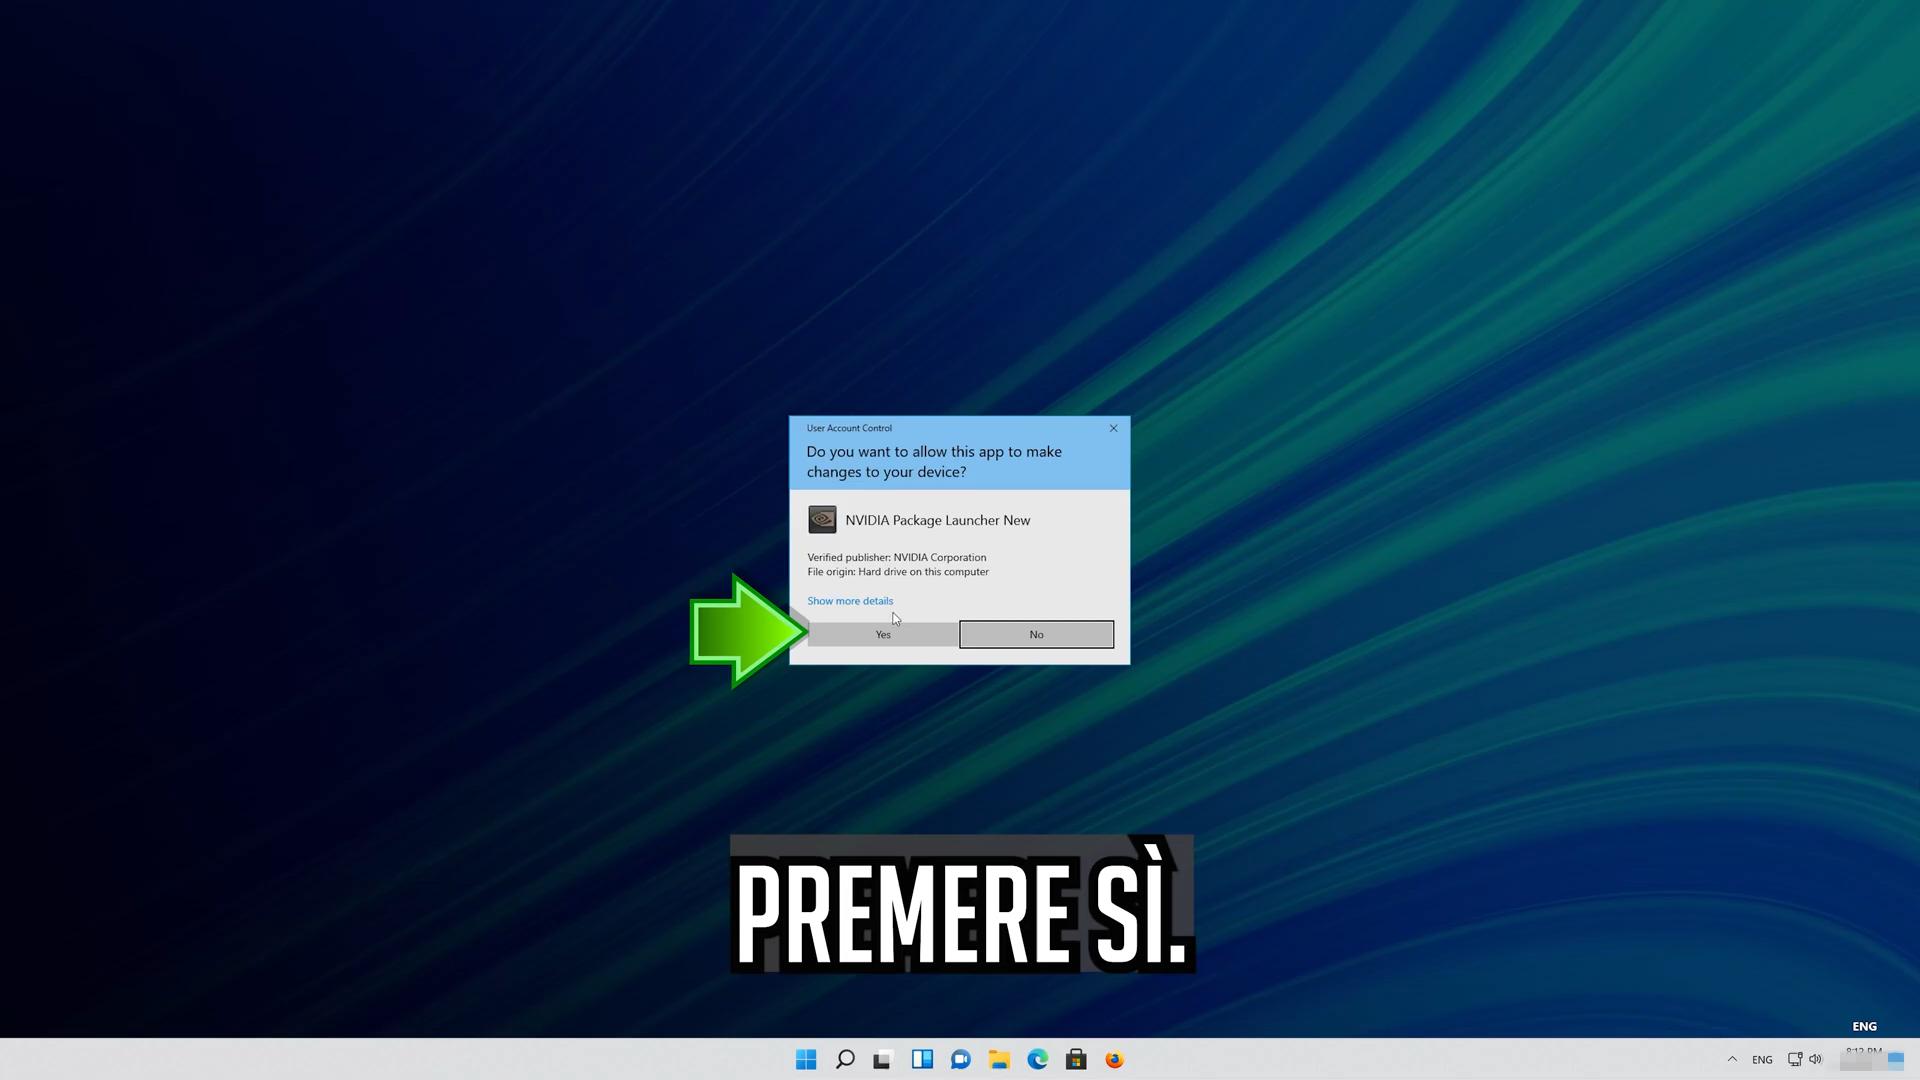 User Account Control
Do you want to allow this app to make
changes to your device?
NVIDIA Package Launcher New
Verified publisher: NVIDIA Corporation
File origin: Hard drive on this computer
Show more details
Yes
No
PREMERE SÌ.
ENG
ENG